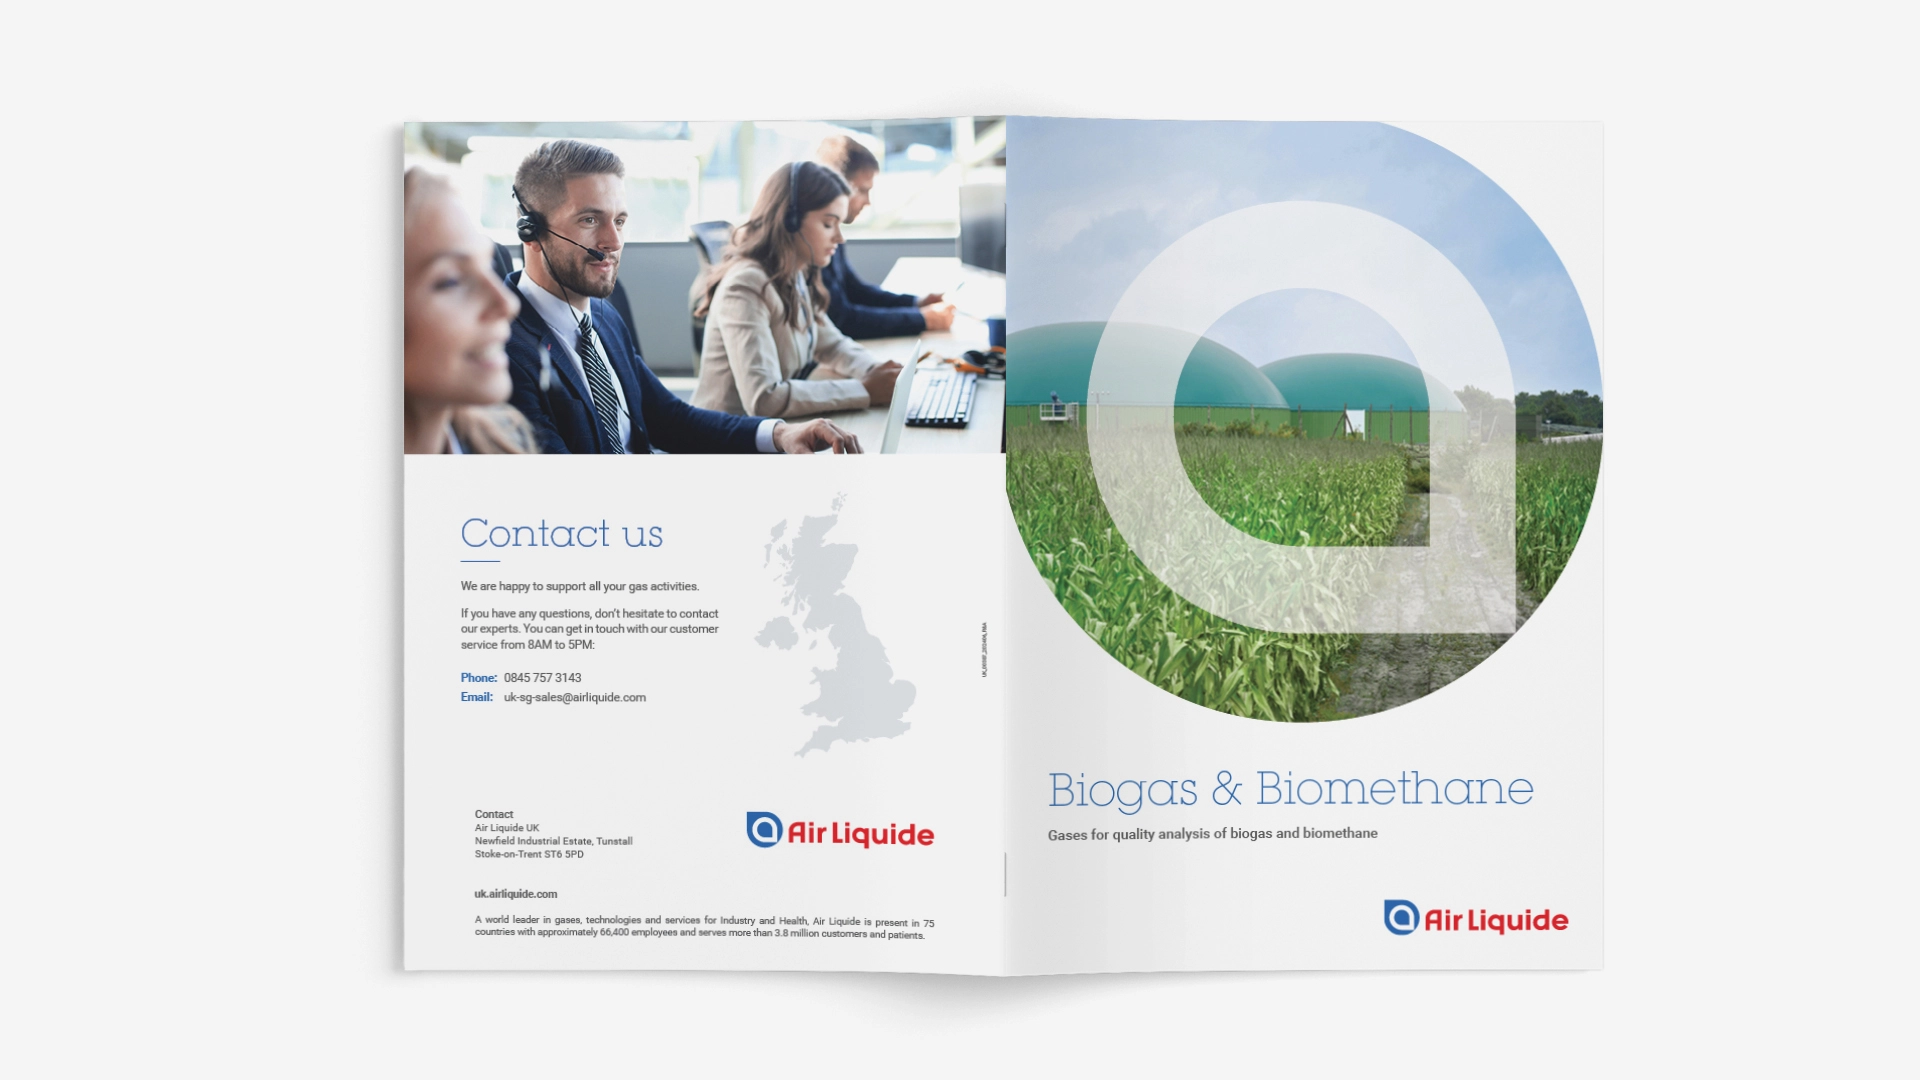 Contact us
We are happy to support all your gas activities.
If you have any questions, don't hesitate to contact
our experts. You can get in touch with our customer
service from 8AM to 5PM:
Phone: 0845 757 3143
Email: uk-sg-sales@airliquide.com
Contact
Air Liquide UK
Newfield Industrial Estate, Tunstall
Stoke-on-Trent ST6 5PD
Air Liquide
uk.airliquide.com
A world leader in gases, technologies and services for Industry and Health, Air Liquide is present in 75
countries with approximately 66,400 employees and serves more than 3.8 million customers and patients.
Biogas & Biomethane
Gases for quality analysis of biogas and biomethane
Air Liquide